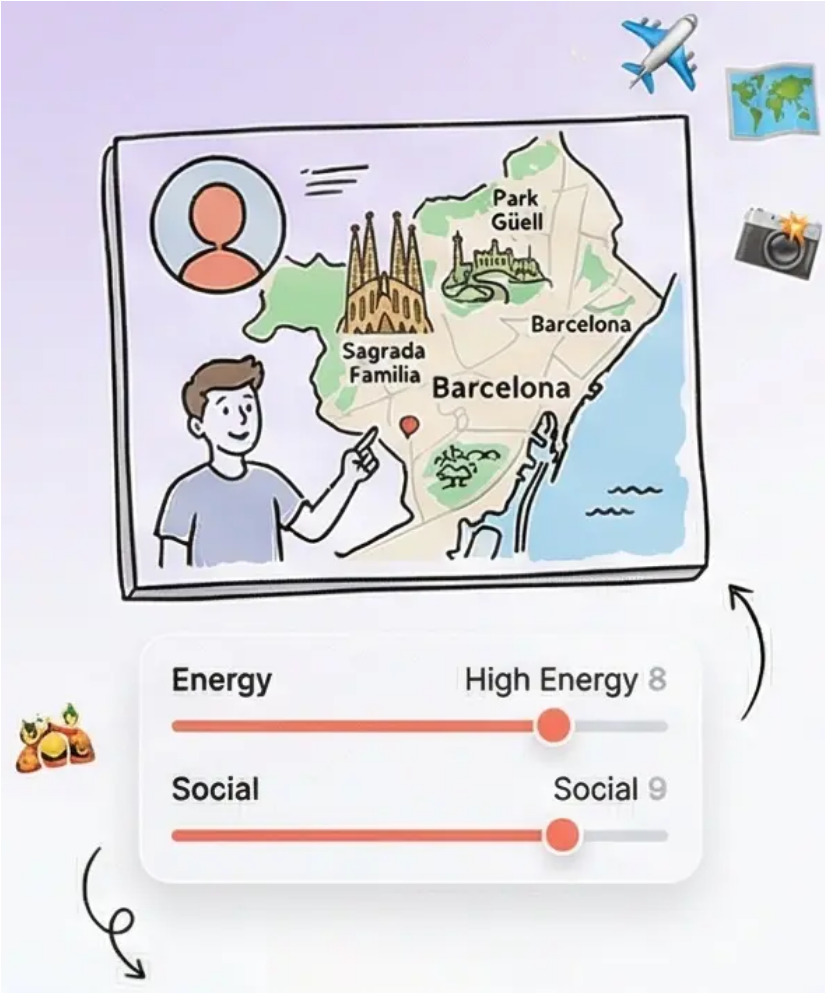 Park
Güell
Barcelona
Sagrada
Familia
Barcelona
Energy High Energy 8
Social Social 9